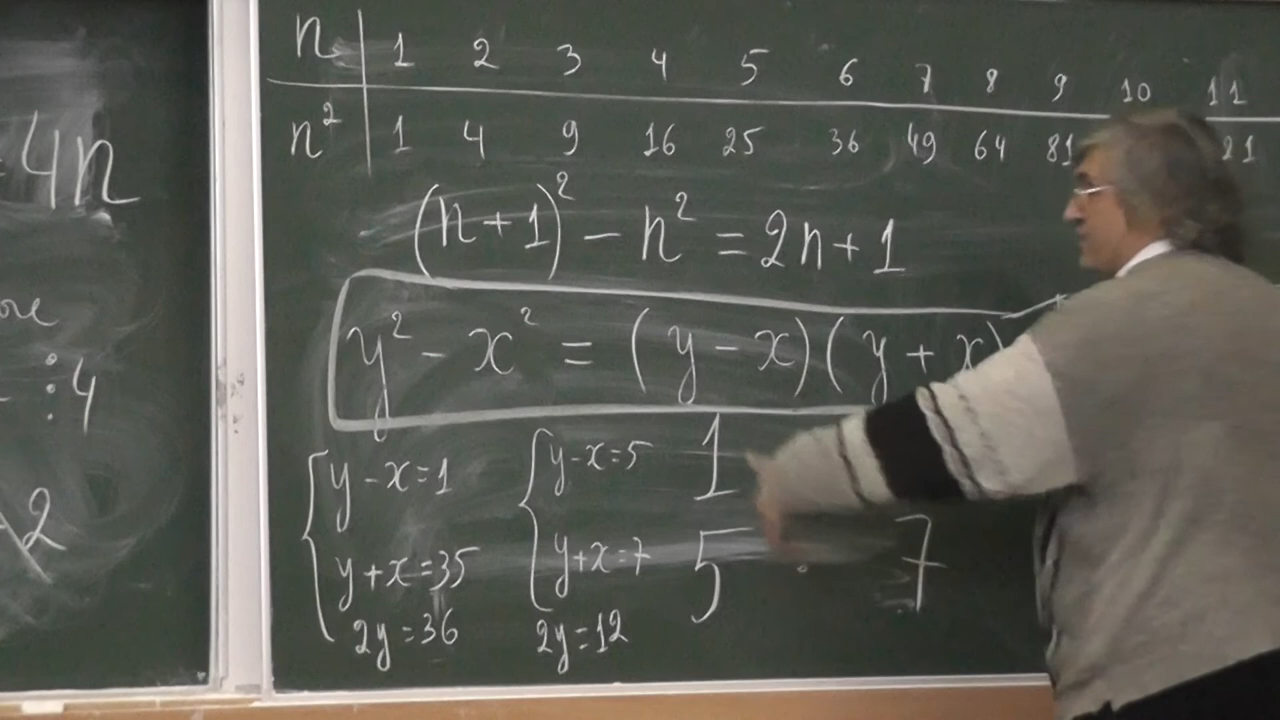 4n
⋮4
2
n | 1 2 3 4 5 6 7 8 9 10 11
n² | 1 4 9 16 25 36 49 64 81 21
(n+1)² − n² = 2n+1
y² − x² = (y−x)(y+x)
{ y−x=1
y+x=35
2y=36
{ y−x=5
y+x=7
2y=12
1
5 · 7